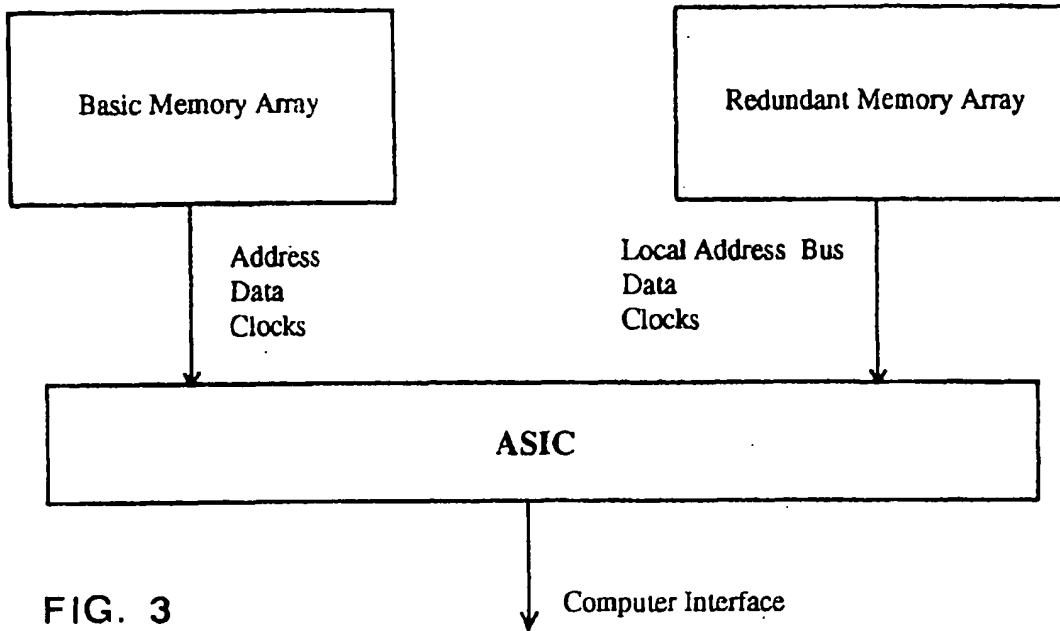 Basic Memory Array
Redundant Memory Array
Address
Data
Clocks
Local Address Bus
Data
Clocks
ASIC
Computer Interface
FIG. 3